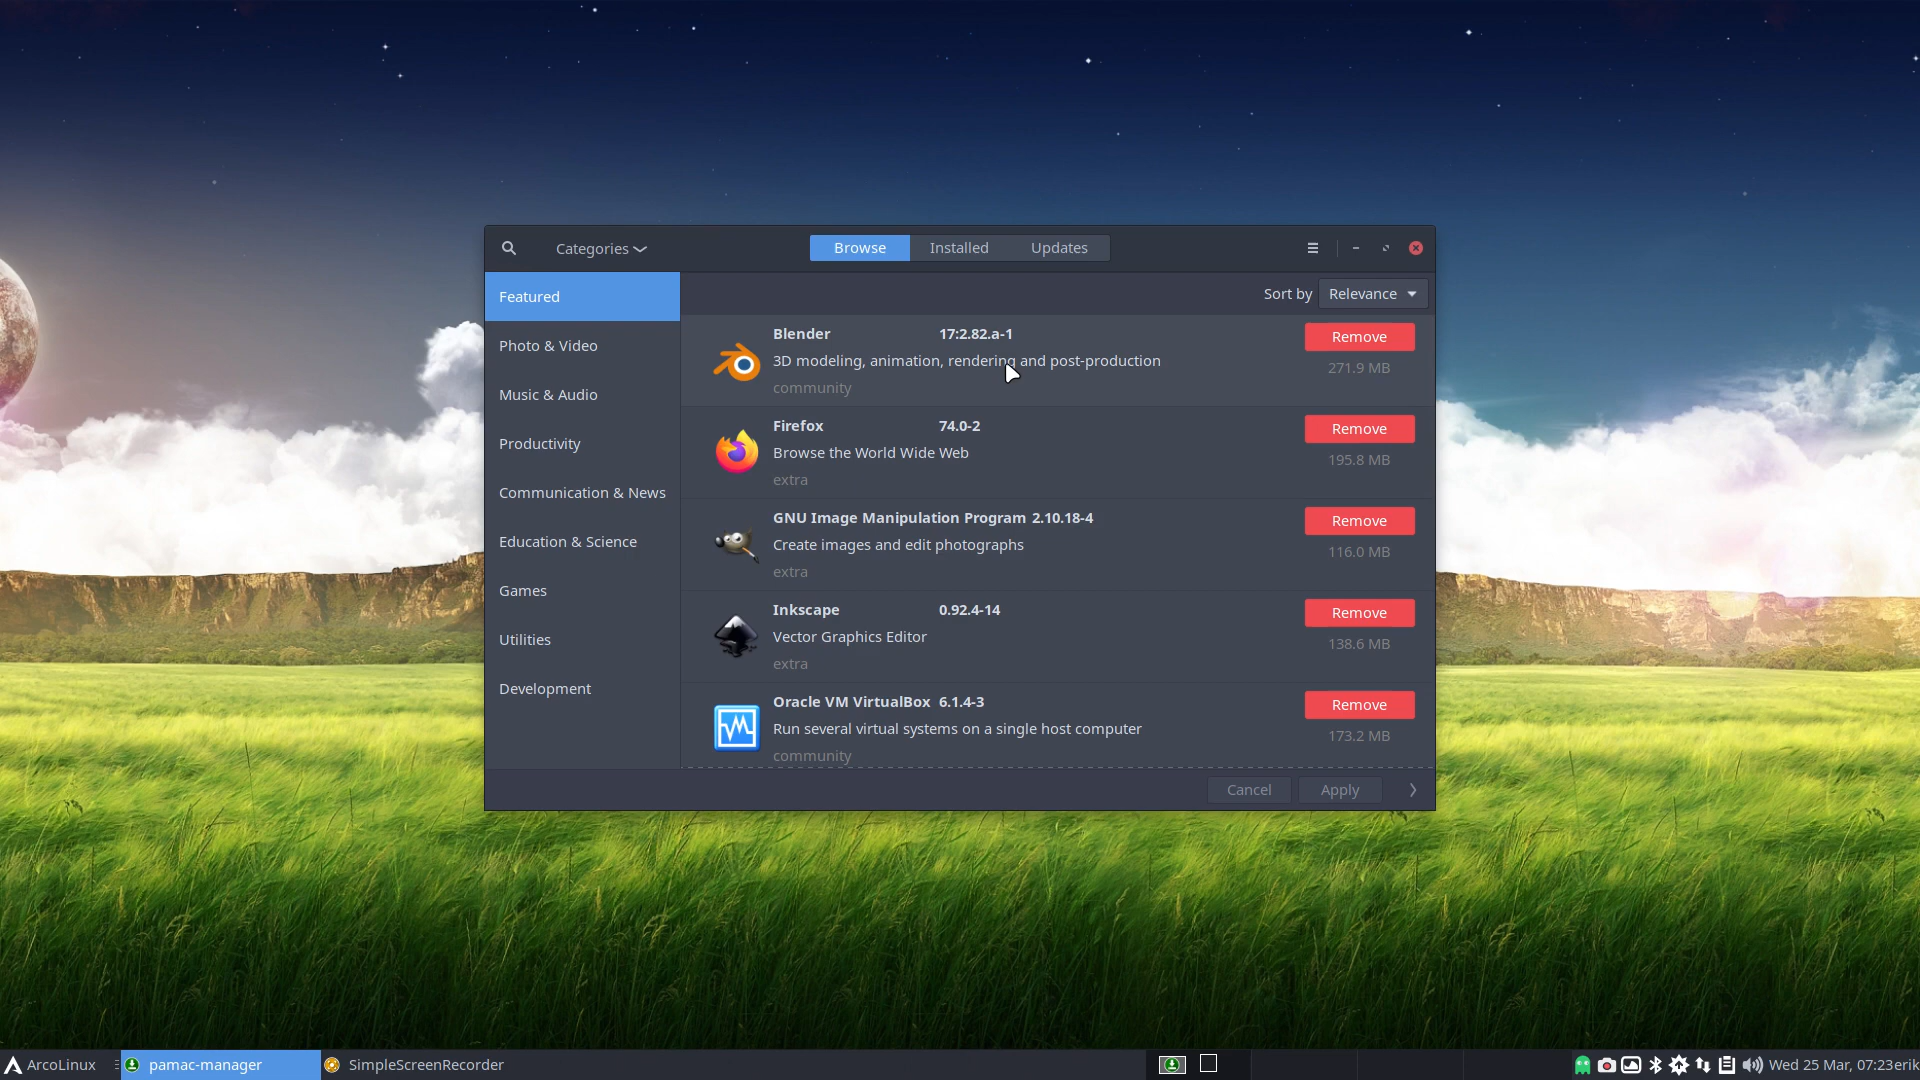 Categories
Browse
Installed
Updates
Featured
Photo & Video
Music & Audio
Productivity
Communication & News
Education & Science
Games
Utilities
Development
Sort by
Relevance
Blender 17:2.82.a-1
3D modeling, animation, rendering and post-production
community
Remove
271.9 MB
Firefox 74.0-2
Browse the World Wide Web
extra
Remove
195.8 MB
GNU Image Manipulation Program 2.10.18-4
Create images and edit photographs
extra
Remove
116.0 MB
Inkscape 0.92.4-14
Vector Graphics Editor
extra
Remove
138.6 MB
Oracle VM VirtualBox 6.1.4-3
Run several virtual systems on a single host computer
community
Remove
173.2 MB
Cancel
Apply
ArcoLinux
pamac-manager
SimpleScreenRecorder
Wed 25 Mar, 07:23erik